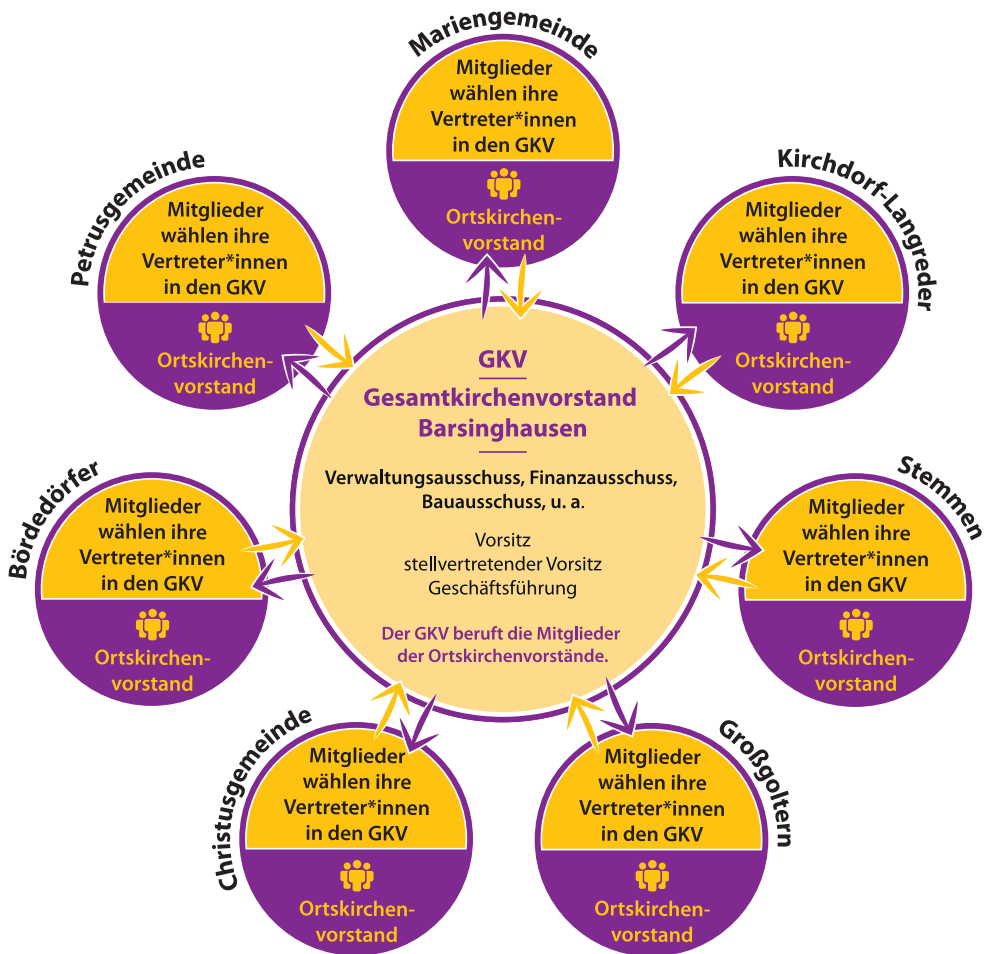 Mariengemeinde
Mitglieder
wählen ihre
Vertreter*innen
in den GKV
Ortskirchen-
vorstand
Petrusgemeinde
Mitglieder
wählen ihre
Vertreter*innen
in den GKV
Ortskirchen-
vorstand
Kirchdorf-Langreder
Mitglieder
wählen ihre
Vertreter*innen
in den GKV
Ortskirchen-
vorstand
GKV
Gesamtkirchenvorstand
Barsinghausen
Verwaltungsausschuss, Finanzausschuss,
Bauausschuss, u. a.
Vorsitz
stellvertretender Vorsitz
Geschäftsführung
Der GKV beruft die Mitglieder
der Ortskirchenvorstände.
Bördedörfer
Mitglieder
wählen ihre
Vertreter*innen
in den GKV
Ortskirchen-
vorstand
Stemmen
Mitglieder
wählen ihre
Vertreter*innen
in den GKV
Ortskirchen-
vorstand
Christusgemeinde
Mitglieder
wählen ihre
Vertreter*innen
in den GKV
Ortskirchen-
vorstand
Großgoltern
Mitglieder
wählen ihre
Vertreter*innen
in den GKV
Ortskirchen-
vorstand